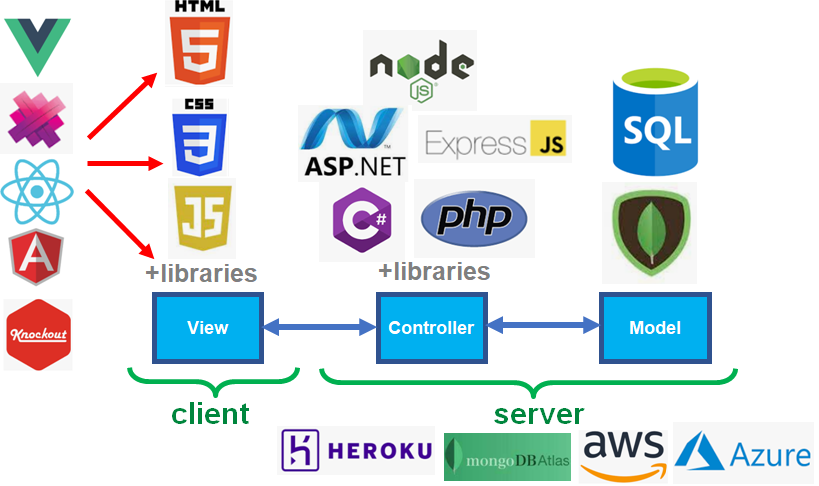 HTML
5
CSS
3
JS
+libraries
A
Knockout
node
JS®
ASP.NET™
Express JS
C#
php
+libraries
SQL
View
Controller
Model
client
server
HEROKU
mongoDB Atlas
aws
Azure